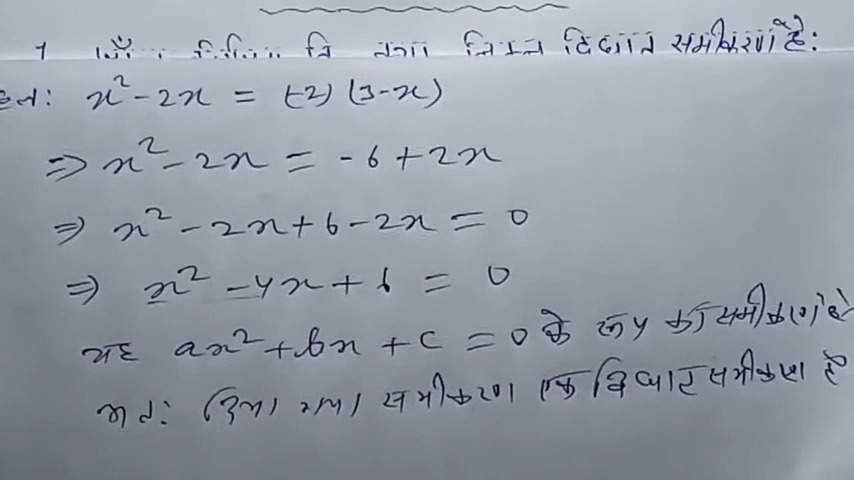 समीकरण है:
हल: x² - 2x = (-2) (3-x)
⇒ x² - 2x = -6 + 2x
⇒ x² - 2x + 6 - 2x = 0
⇒ x² - 4x + 6 = 0
यह ax² + bx + c = 0 के रूप का समीकरण है
अत: दिया गया समीकरण एक द्विघात समीकरण है